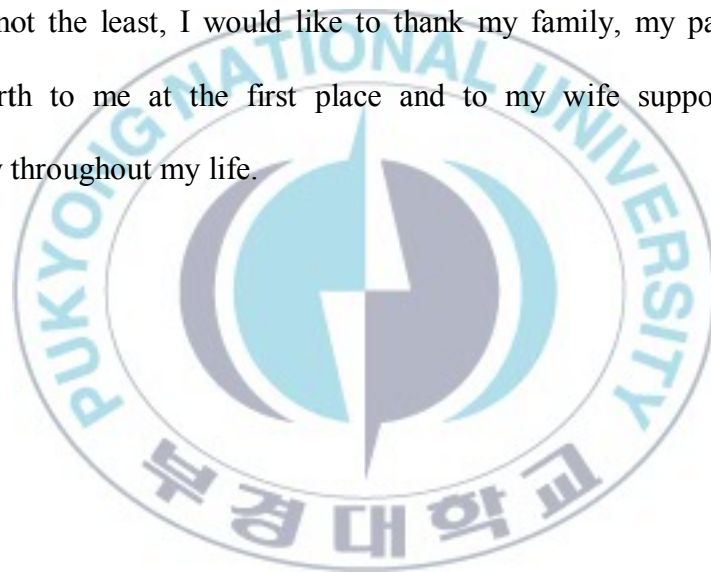 not the least, I would like to thank my family, my pa
rth to me at the first place and to my wife suppo
throughout my life.
PUKYONG NATIONAL UNIVERSITY
부경대학교